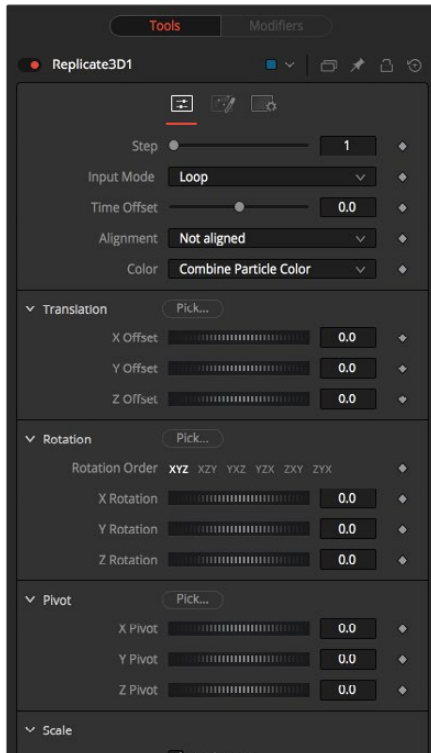 Tools Modifiers
Replicate3D1
Step 1
Input Mode Loop
Time Offset 0.0
Alignment Not aligned
Color Combine Particle Color
Translation Pick...
X Offset 0.0
Y Offset 0.0
Z Offset 0.0
Rotation Pick...
Rotation Order XYZ XZY YXZ YZX ZXY ZYX
X Rotation 0.0
Y Rotation 0.0
Z Rotation 0.0
Pivot Pick...
X Pivot 0.0
Y Pivot 0.0
Z Pivot 0.0
Scale